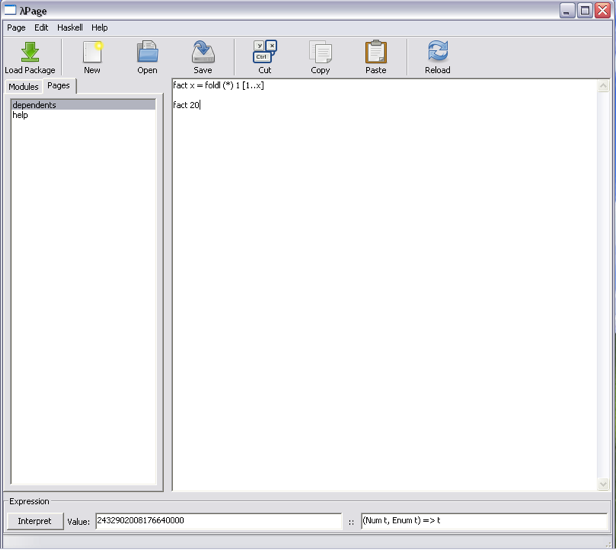 λPage
Page Edit Haskell Help
Load Package New Open Save Cut Copy Paste Reload
y x
Ctrl
Modules Pages
dependents
help
fact x = foldl (*) 1 [1..x]
fact 20
Expression
Interpret Value: 2432902008176640000 :: (Num t, Enum t) => t